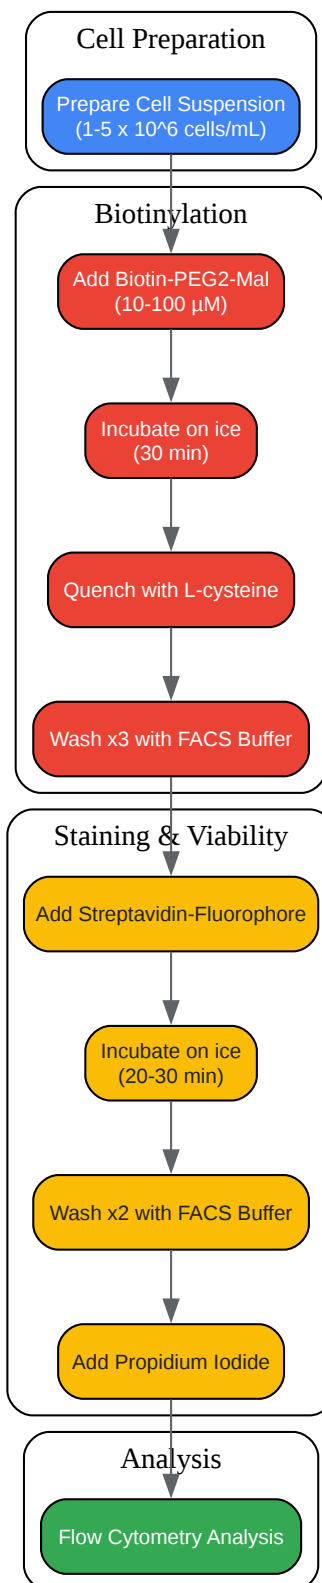 Cell Preparation
Prepare Cell Suspension
(1-5 x 10^6 cells/mL)
Biotinylation
Add Biotin-PEG2-Mal
(10-100 µM)
Incubate on ice
(30 min)
Quench with L-cysteine
Wash x3 with FACS Buffer
Staining & Viability
Add Streptavidin-Fluorophore
Incubate on ice
(20-30 min)
Wash x2 with FACS Buffer
Add Propidium Iodide
Analysis
Flow Cytometry Analysis